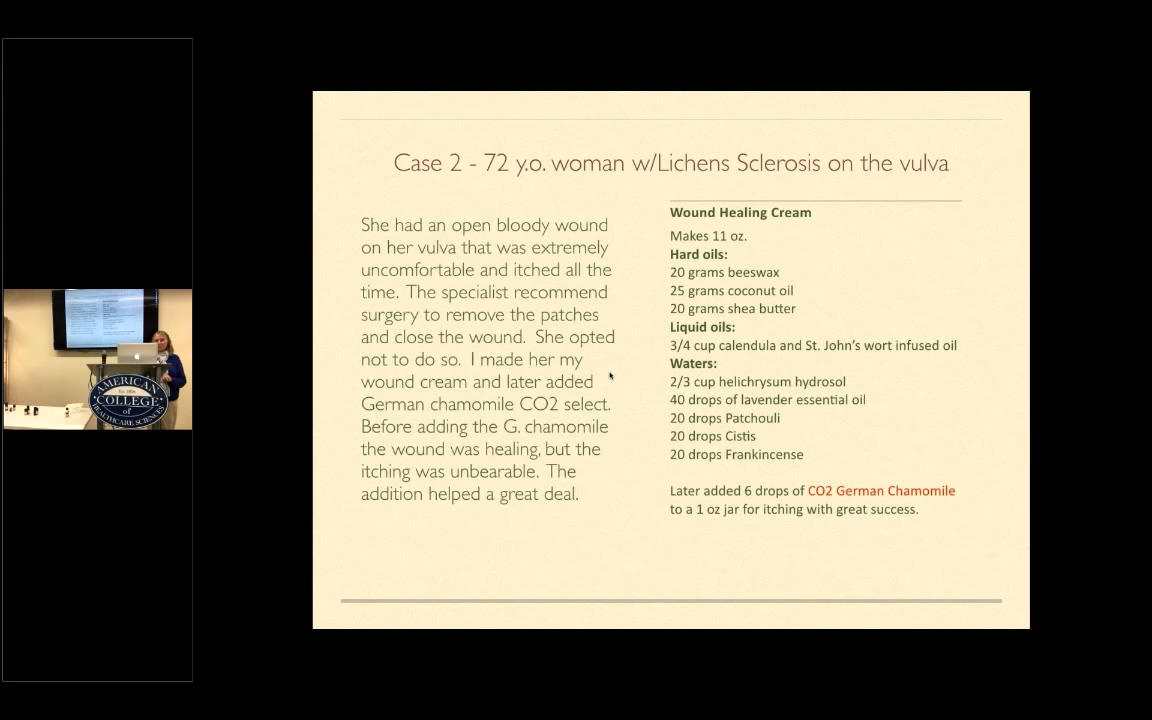 Case 2 - 72 y.o. woman w/Lichens Sclerosis on the vulva
She had an open bloody wound
on her vulva that was extremely
uncomfortable and itched all the
time. The specialist recommend
surgery to remove the patches
and close the wound. She opted
not to do so. I made her my
wound cream and later added
German chamomile CO2 select.
Before adding the G. chamomile
the wound was healing, but the
itching was unbearable. The
addition helped a great deal.
Wound Healing Cream
Makes 11 oz.
Hard oils:
20 grams beeswax
25 grams coconut oil
20 grams shea butter
Liquid oils:
3/4 cup calendula and St. John's wort infused oil
Waters:
2/3 cup helichrysum hydrosol
40 drops of lavender essential oil
20 drops Patchouli
20 drops Cistis
20 drops Frankincense
Later added 6 drops of CO2 German Chamomile
to a 1 oz jar for itching with great success.
AMERICAN
COLLEGE
of
HEALTHCARE SCIENCES